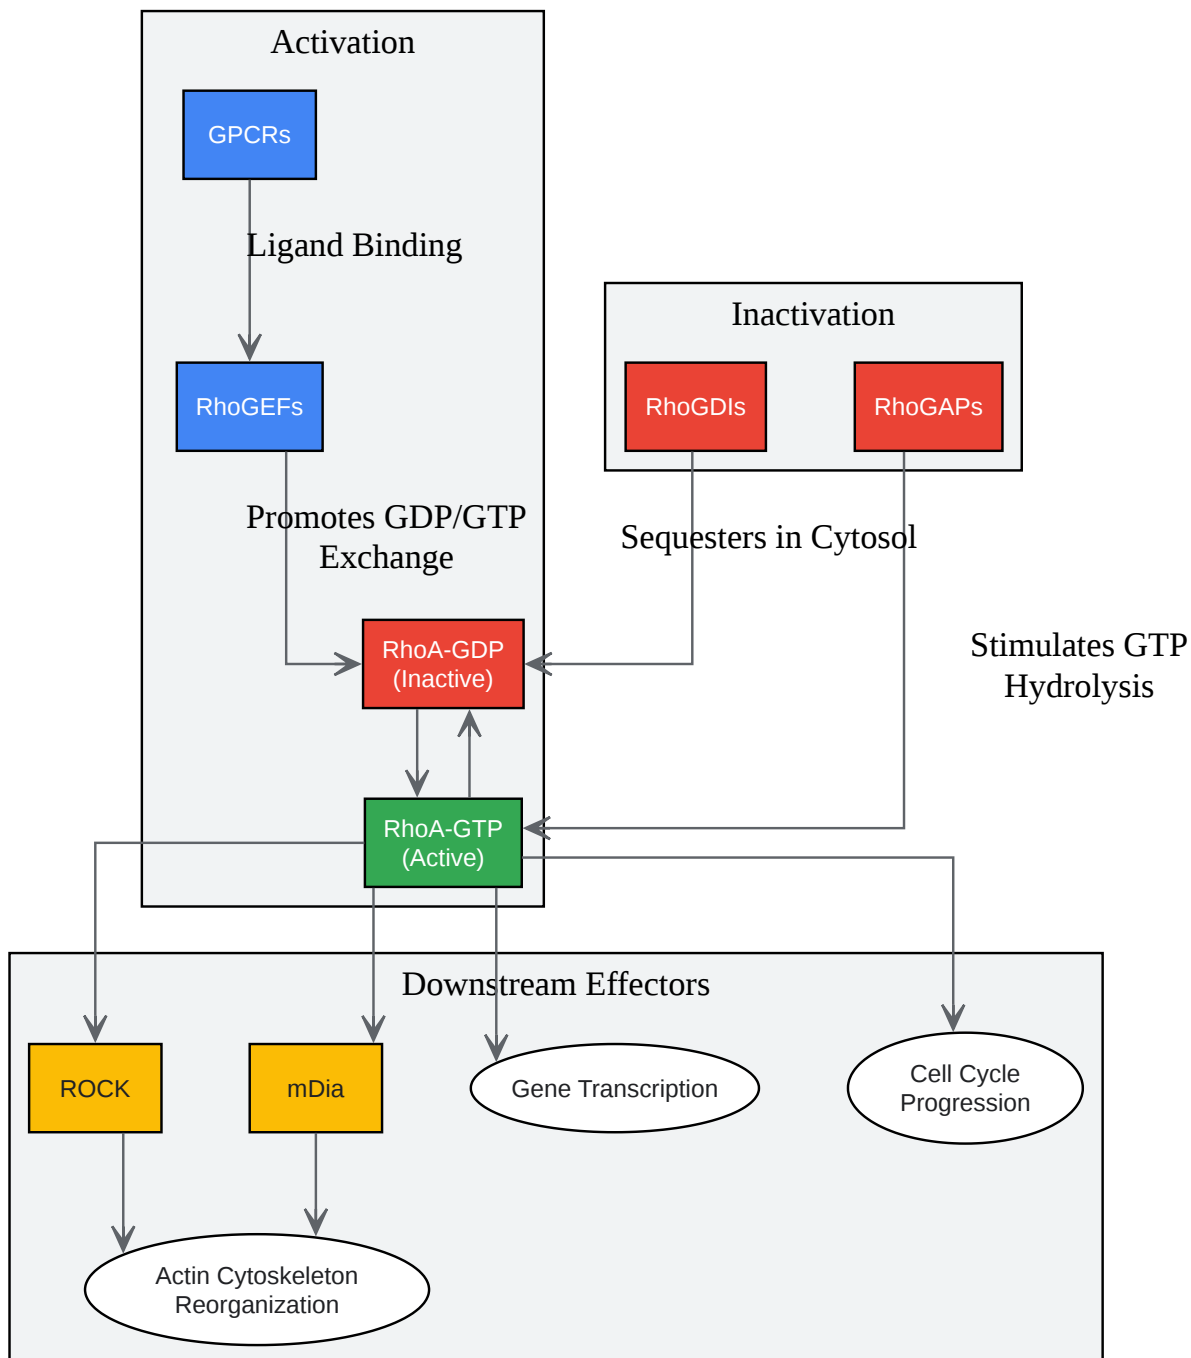 Activation
GPCRs
Ligand Binding
Inactivation
RhoGEFs
RhoGDIs
RhoGAPs
Promotes GDP/GTP
Exchange
Sequesters in Cytosol
RhoA-GDP
(Inactive)
Stimulates GTP
Hydrolysis
RhoA-GTP
(Active)
Downstream Effectors
ROCK
mDia
Gene Transcription
Cell Cycle
Progression
Actin Cytoskeleton
Reorganization